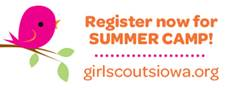 Register now for
SUMMER CAMP!
girlscoutsiowa.org